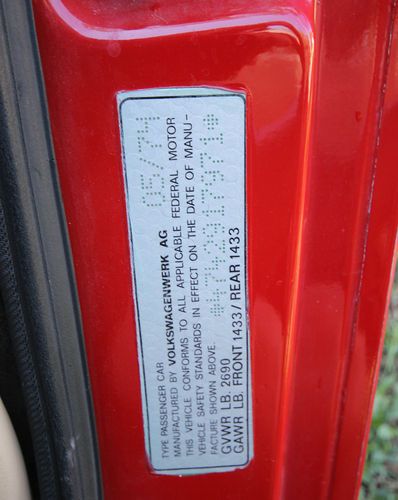 TYPE PASSENGER CAR
MANUFACTURED BY VOLKSWAGENWERK AG 05/74
THIS VEHICLE CONFORMS TO ALL APPLICABLE FEDERAL MOTOR
VEHICLE SAFETY STANDARDS IN EFFECT ON THE DATE OF MANU-
FACTURE SHOWN ABOVE.
GVWR LB. 2690
GAWR LB. FRONT 1433/ REAR 1433